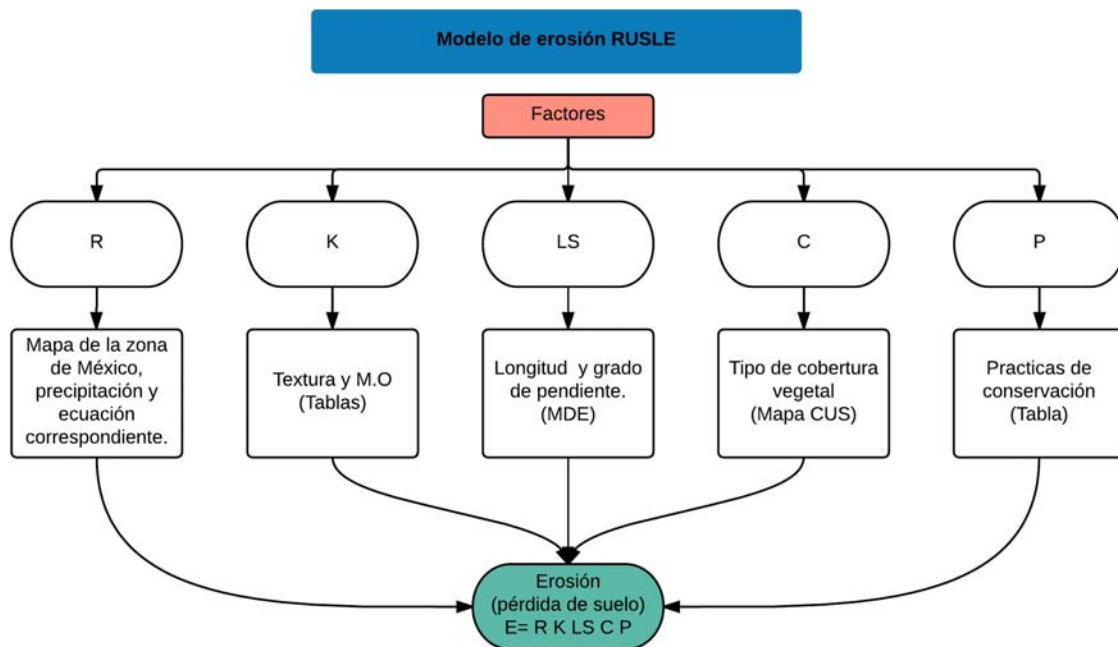 Modelo de erosión RUSLE
Factores
R
K
LS
C
P
Mapa de la zona
de México,
precipitación y
ecuación
correspondiente.
Textura y M.O
(Tablas)
Longitud y grado
de pendiente.
(MDE)
Tipo de cobertura
vegetal
(Mapa CUS)
Practicas de
conservación
(Tabla)
Erosión
(pérdida de suelo)
E= R K LS C P